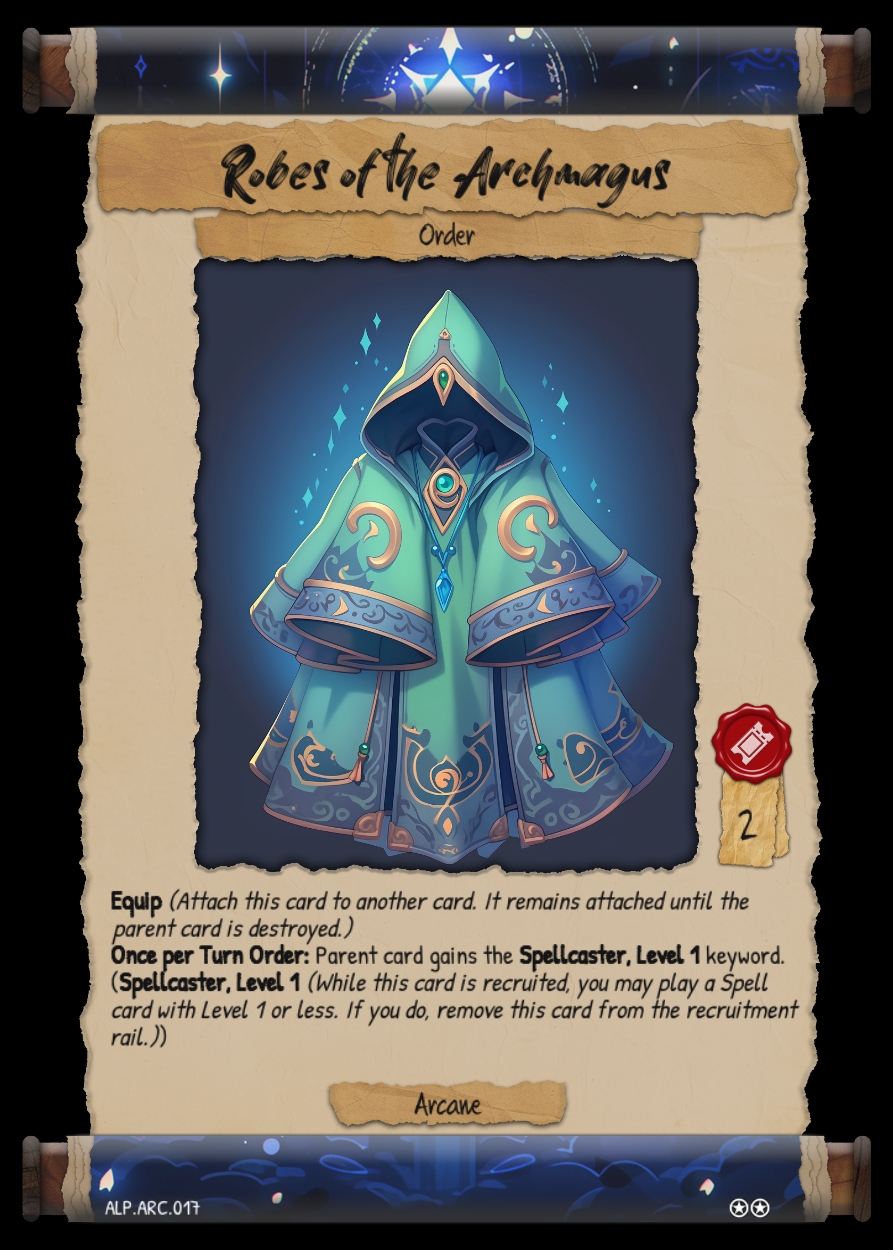 Robes of the Archmagus
Order
2
Equip (Attach this card to another card. It remains attached until the
parent card is destroyed.)
Once per Turn Order: Parent card gains the Spellcaster, Level 1 keyword.
(Spellcaster, Level 1 (While this card is recruited, you may play a Spell
card with Level 1 or less. If you do, remove this card from the recruitment
rail.))
Arcane
ALP.ARC.017